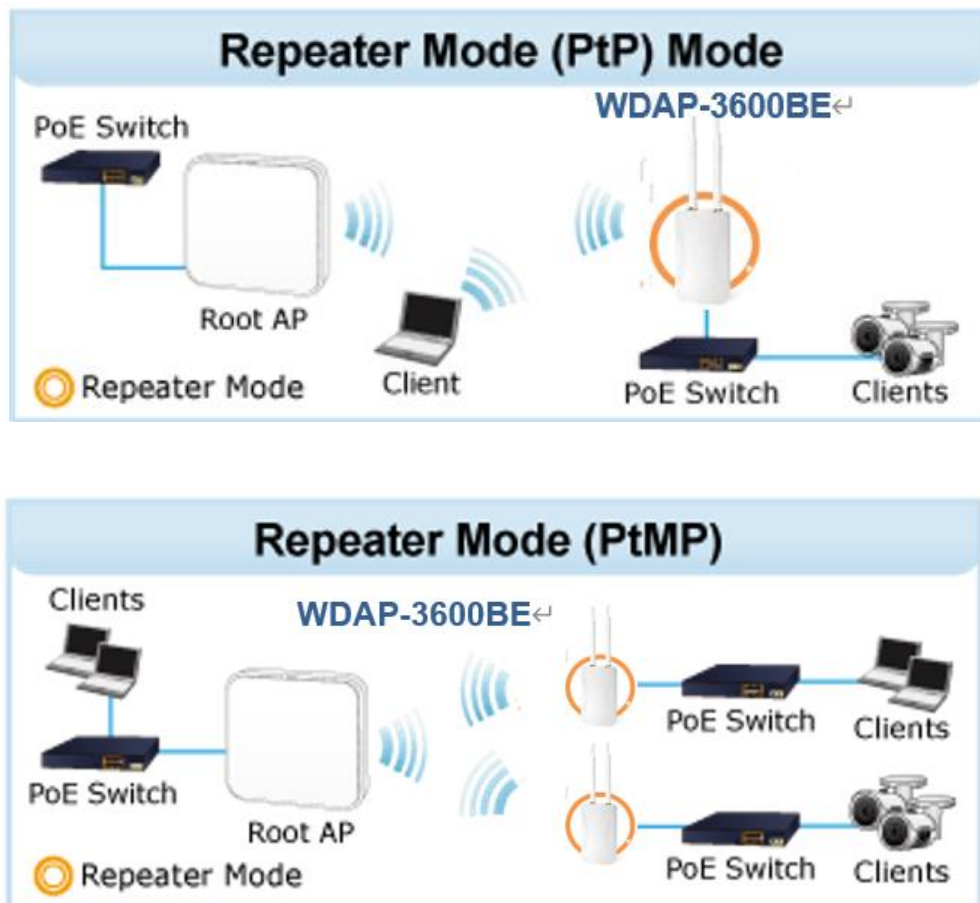 Repeater Mode (PtP) Mode
WDAP-3600BE↵
PoE Switch
Root AP
Client
PoE Switch
Clients
Repeater Mode
Repeater Mode (PtMP)
Clients
WDAP-3600BE↵
PoE Switch
Root AP
PoE Switch
Clients
PoE Switch
Clients
Repeater Mode